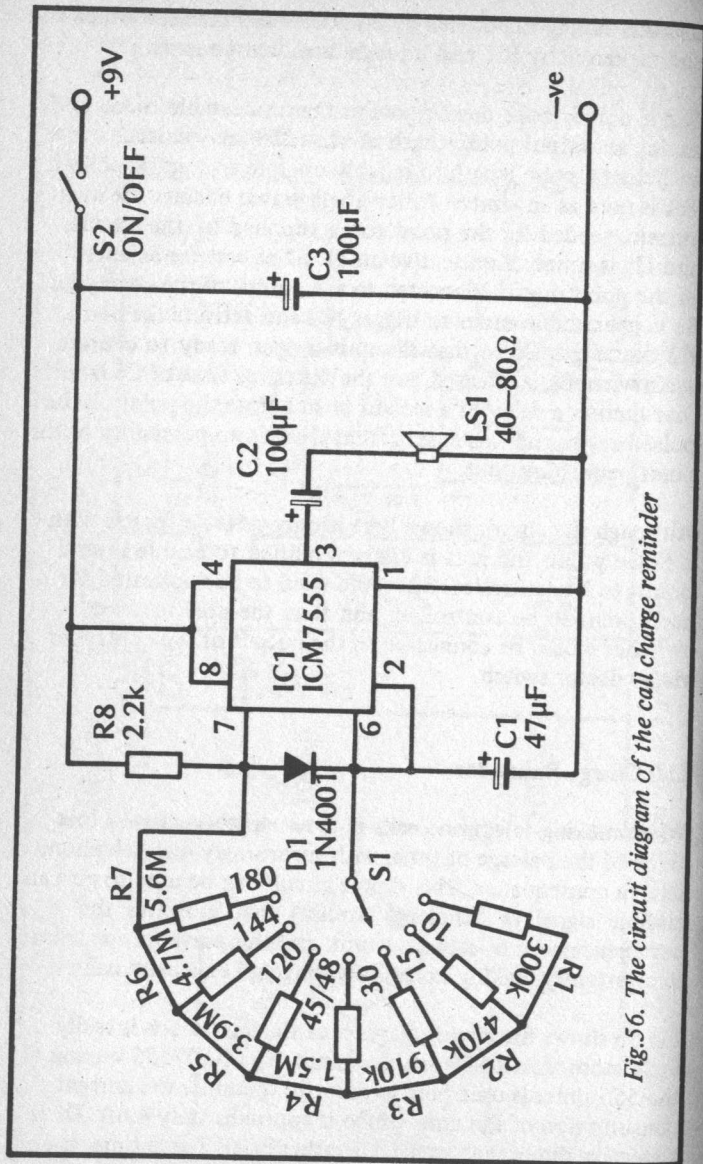 +9V
S2
ON/OFF
C3
100μF
R8
2.2k
C2
100μF
LS1
40–80Ω
8
4
7
3
IC1
ICM7555
6
2
1
D1
1N4001
C1
47μF
–ve
S1
R7
5.6M
180
R6
4.7M
144
R5
3.9M
120
R4
1.5M
45/48
R3
910k
30
R2
470k
15
R1
300k
10
Fig.56. The circuit diagram of the call charge reminder